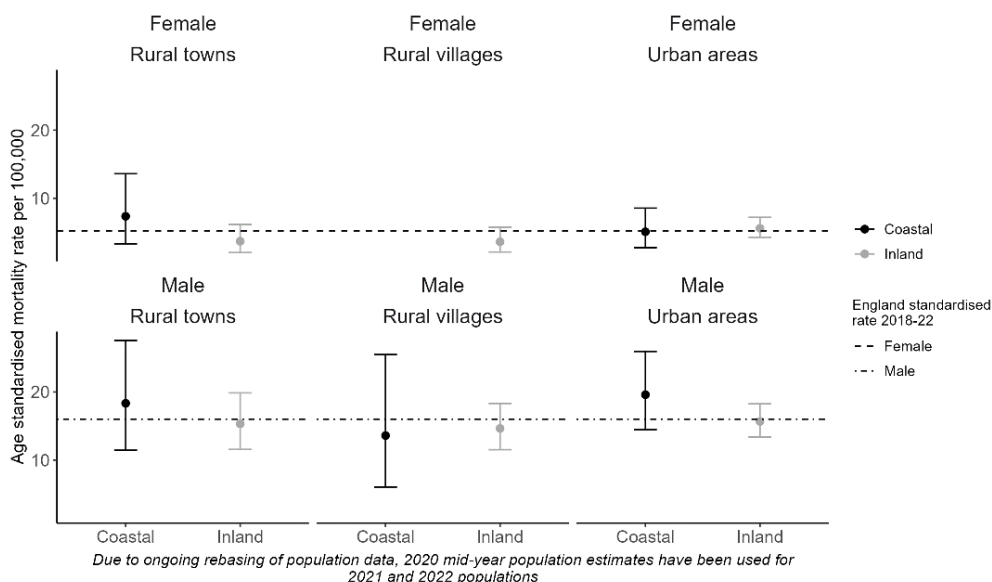 Female
Rural towns
Female
Rural villages
Female
Urban areas
Age standardised mortality rate per 100,000
20
10
Male
Rural towns
Male
Rural villages
Male
Urban areas
20
10
Coastal
Inland
Coastal
Inland
Coastal
Inland
Coastal
Inland
England standardised
rate 2018-22
Female
Male
Due to ongoing rebasing of population data, 2020 mid-year population estimates have been used for
2021 and 2022 populations